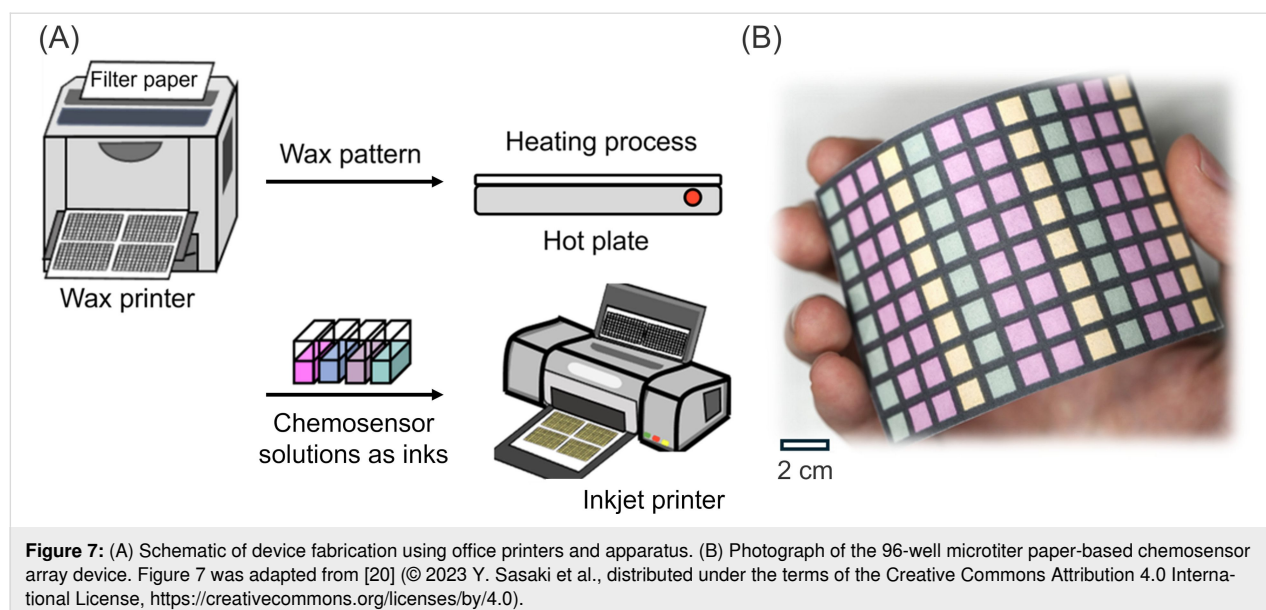 (A)
(B)
Filter paper
Wax pattern
Heating process
Hot plate
Wax printer
Chemosensor
solutions as inks
Inkjet printer
2 cm
Figure 7: (A) Schematic of device fabrication using office printers and apparatus. (B) Photograph of the 96-well microtiter paper-based chemosensor
array device. Figure 7 was adapted from [20] (© 2023 Y. Sasaki et al., distributed under the terms of the Creative Commons Attribution 4.0 Interna-
tional License, https://creativecommons.org/licenses/by/4.0).